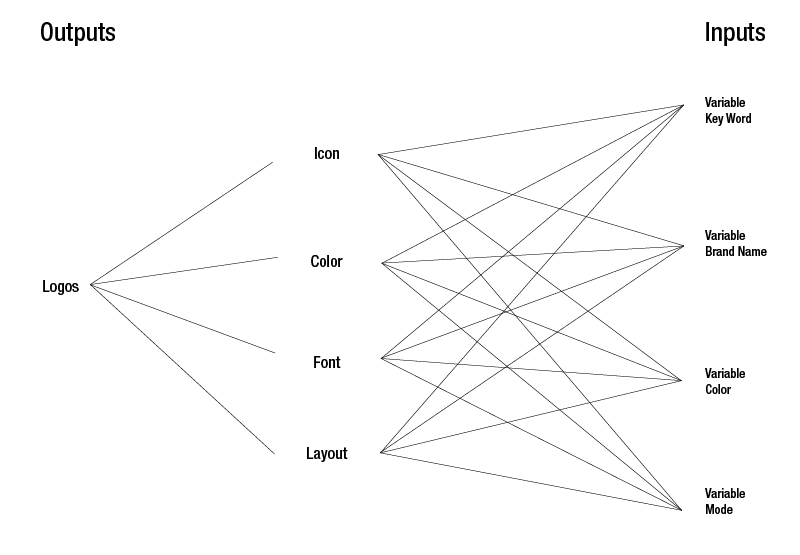 Outputs
Inputs
Variable
Key Word
Icon
Variable
Brand Name
Color
Logos
Font
Variable
Color
Layout
Variable
Mode